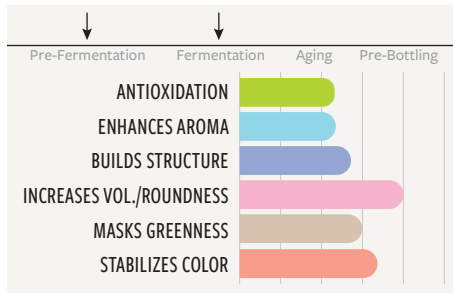 Pre-Fermentation Fermentation Aging Pre-Bottling
ANTIOXIDATION
ENHANCES AROMA
BUILDS STRUCTURE
INCREASES VOL./ROUNDNESS
MASKS GREENNESS
STABILIZES COLOR